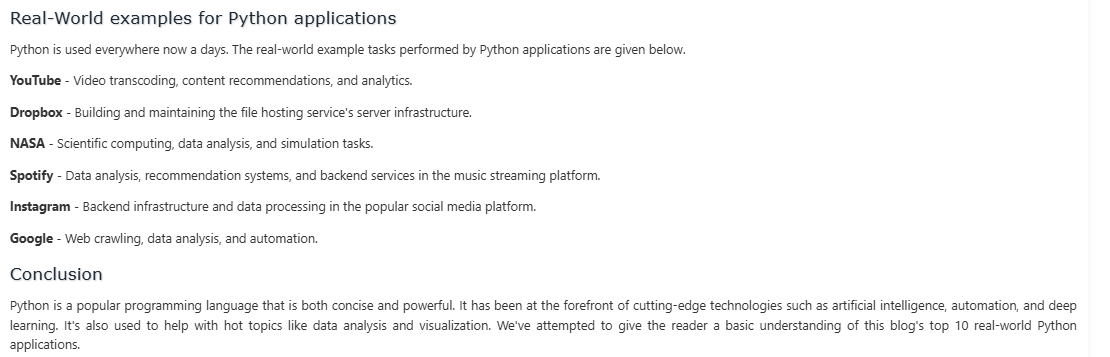 Real-World examples for Python applications
Python is used everywhere now a days. The real-world example tasks performed by Python applications are given below.
YouTube - Video transcoding, content recommendations, and analytics.
Dropbox - Building and maintaining the file hosting service's server infrastructure.
NASA - Scientific computing, data analysis, and simulation tasks.
Spotify - Data analysis, recommendation systems, and backend services in the music streaming platform.
Instagram - Backend infrastructure and data processing in the popular social media platform.
Google - Web crawling, data analysis, and automation.
Conclusion
Python is a popular programming language that is both concise and powerful. It has been at the forefront of cutting-edge technologies such as artificial intelligence, automation, and deep
learning. It's also used to help with hot topics like data analysis and visualization. We've attempted to give the reader a basic understanding of this blog's top 10 real-world Python
applications.